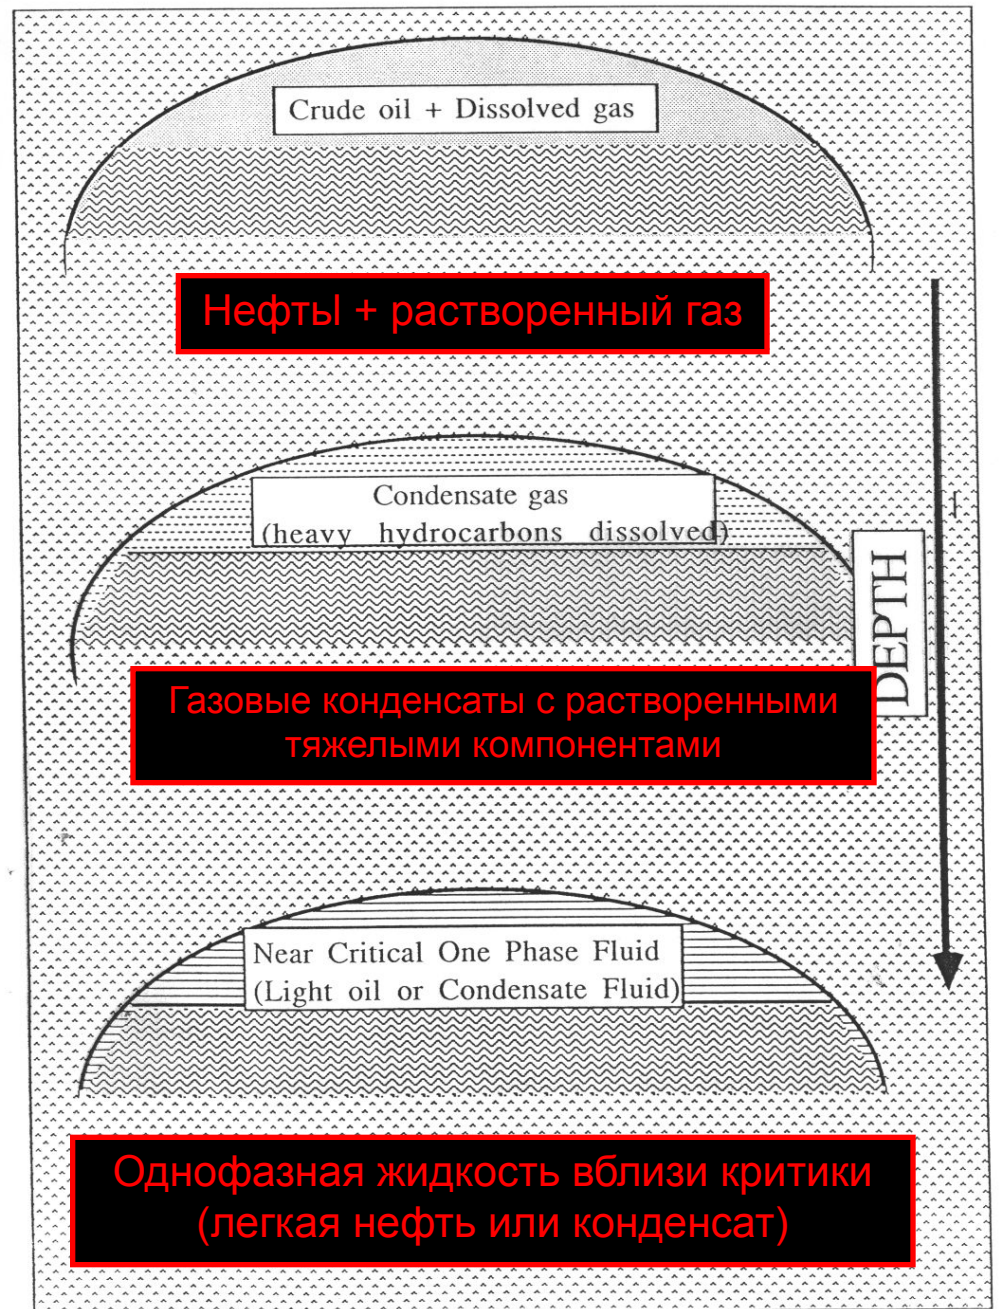 Crude oil + Dissolved gas
НефтыI + растворенный газ
Condensate gas
(heavy hydrocarbons dissolved)
DEPTH
Газовые конденсаты с растворенными
тяжелыми компонентами
Near Critical One Phase Fluid
(Light oil or Condensate Fluid)
Однофазная жидкость вблизи критики
(легкая нефть или конденсат)